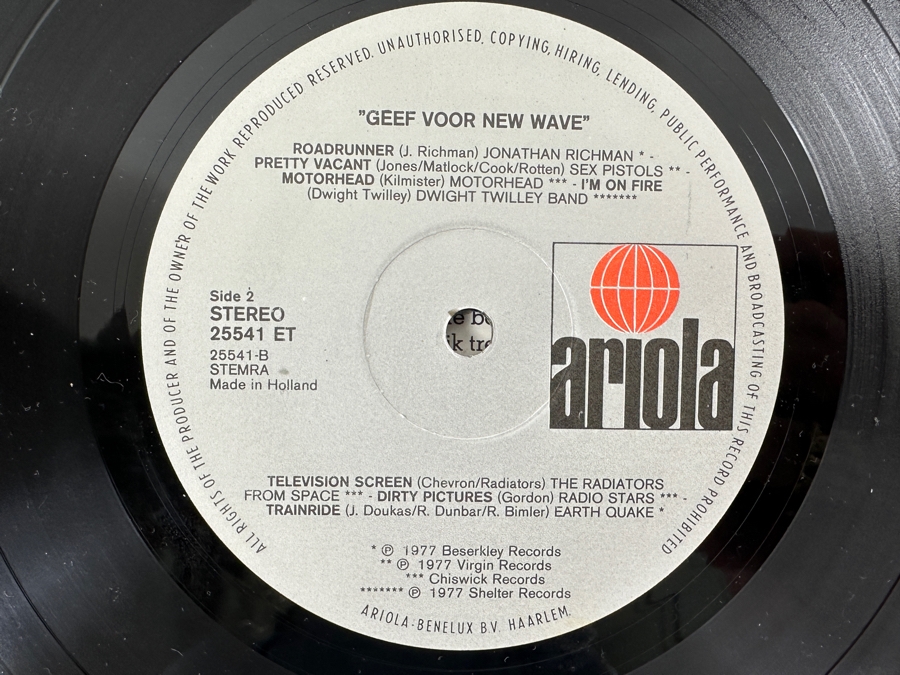 ALL RIGHTS OF THE PRODUCER AND OF THE OWNER OF THE WORK REPRODUCED RESERVED. UNAUTHORISED, COPYING, HIRING, LENDING, PUBLIC PERFORMANCE AND BROADCASTING OF THIS RECORD PROHIBITED
"GEEF VOOR NEW WAVE"
ROADRUNNER (J. Richman) JONATHAN RICHMAN * -
PRETTY VACANT (Jones/Matlock/Cook/Rotten) SEX PISTOLS ** -
MOTORHEAD (Kilmister) MOTORHEAD *** - I'M ON FIRE
(Dwight Twilley) DWIGHT TWILLEY BAND *******
Side 2
STEREO
25541 ET
25541-B
STEMRA
Made in Holland
ariola
TELEVISION SCREEN (Chevron/Radiators) THE RADIATORS
FROM SPACE *** - DIRTY PICTURES (Gordon) RADIO STARS *** -
TRAINRIDE (J. Doukas/R. Dunbar/R. Bimler) EARTH QUAKE *
* ℗ 1977 Beserkley Records
** ℗ 1977 Virgin Records
*** Chiswick Records
******* ℗ 1977 Shelter Records
ARIOLA-BENELUX B.V. HAARLEM.